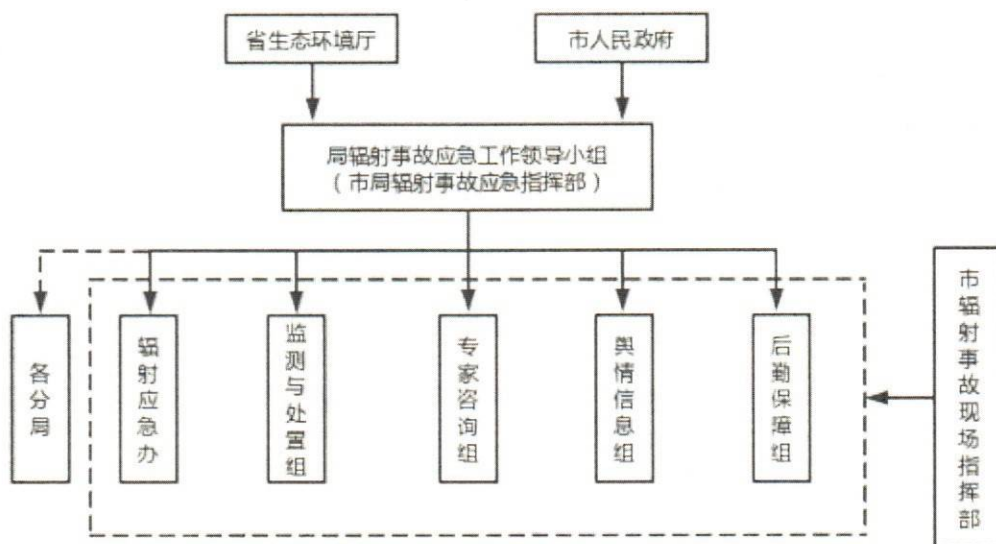 省生态环境厅
市人民政府
局辐射事故应急工作领导小组
（市局辐射事故应急指挥部）
各分局
辐射应急办
监测与处置组
专家咨询组
舆情信息组
后勤保障组
市辐射事故现场指挥部